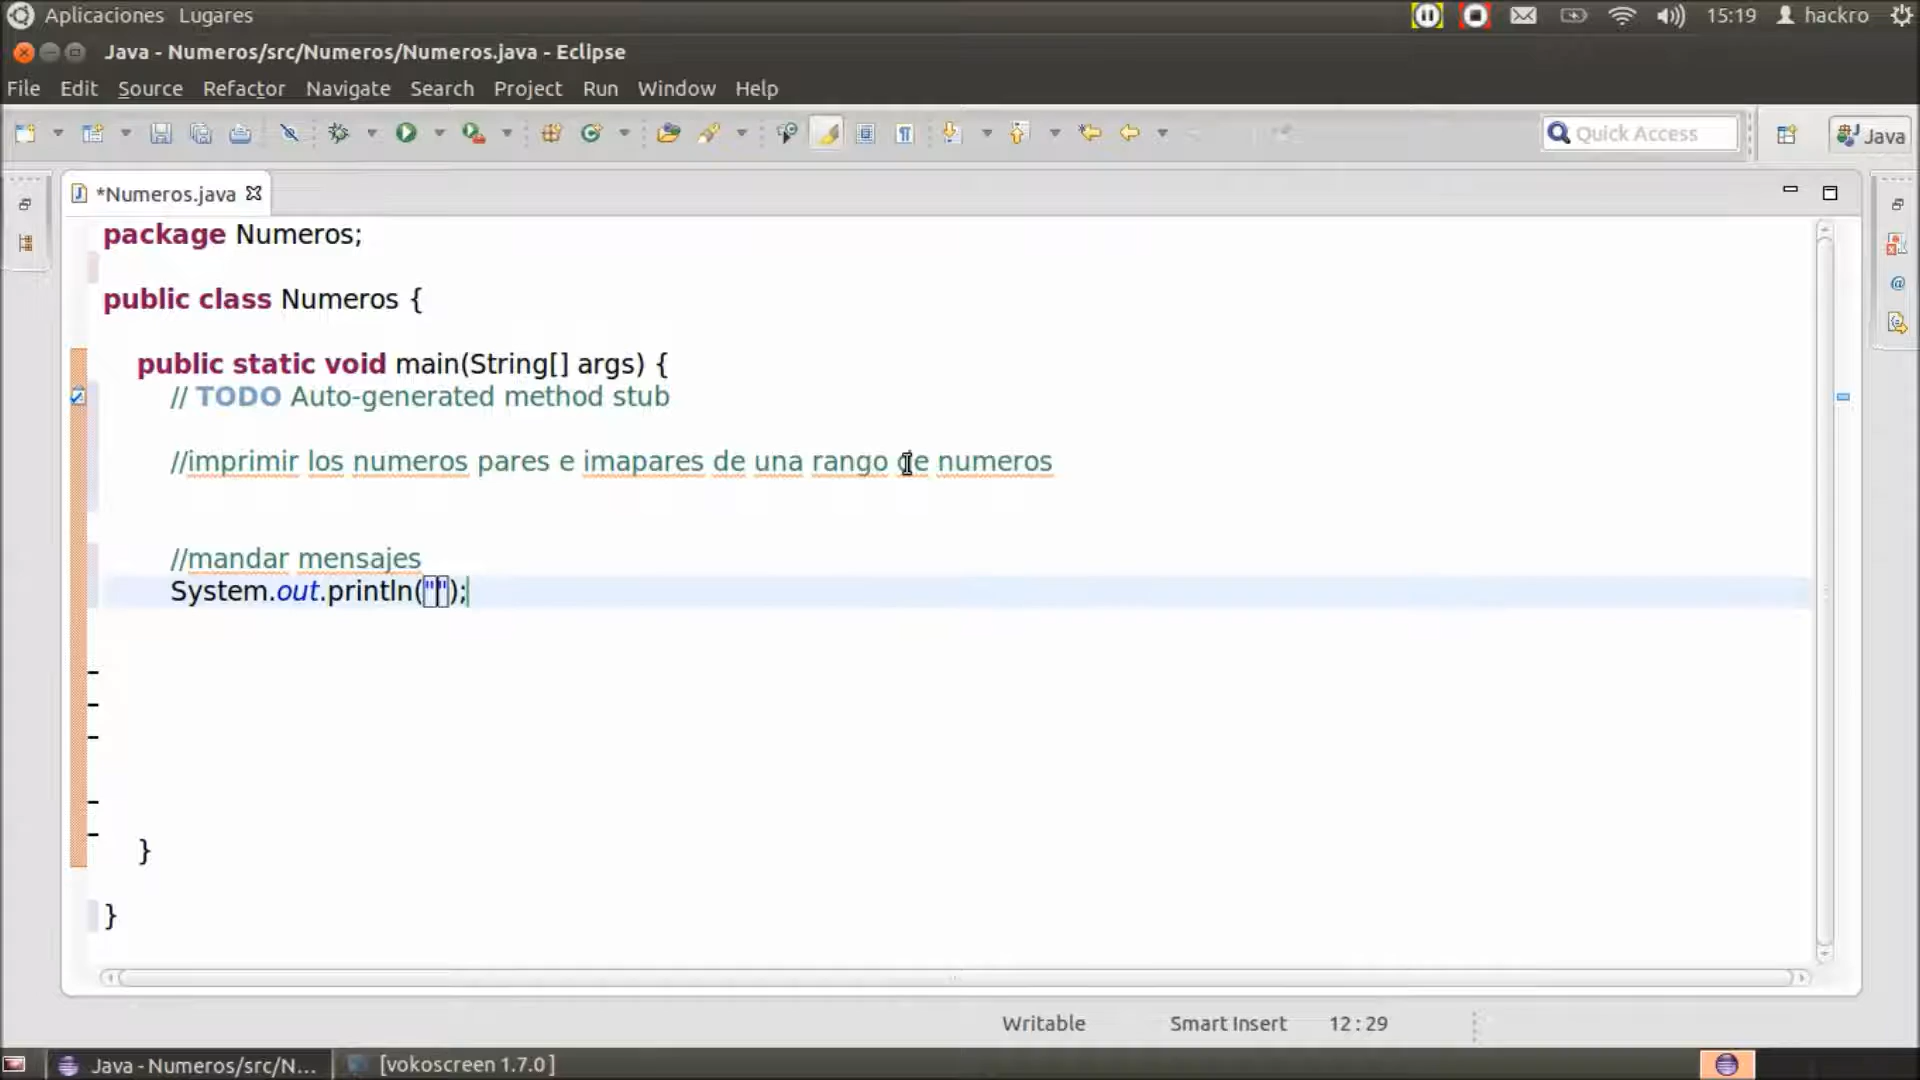 Aplicaciones Lugares 15:19 hackro
Java - Numeros/src/Numeros/Numeros.java - Eclipse
File Edit Source Refactor Navigate Search Project Run Window Help
Quick Access Java
*Numeros.java
package Numeros;
public class Numeros {
public static void main(String[] args) {
// TODO Auto-generated method stub
//imprimir los numeros pares e imapares de una rango de numeros
//mandar mensajes
System.out.println("");
}
}
Writable Smart Insert 12 : 29
Java - Numeros/src/N... [vokoscreen 1.7.0]